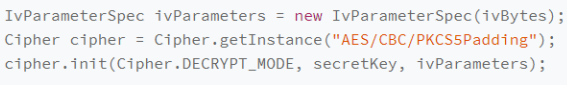 IvParameterSpec ivParameters = new IvParameterSpec(ivBytes);
Cipher cipher = Cipher.getInstance("AES/CBC/PKCS5Padding");
cipher.init(Cipher.DECRYPT_MODE, secretKey, ivParameters);